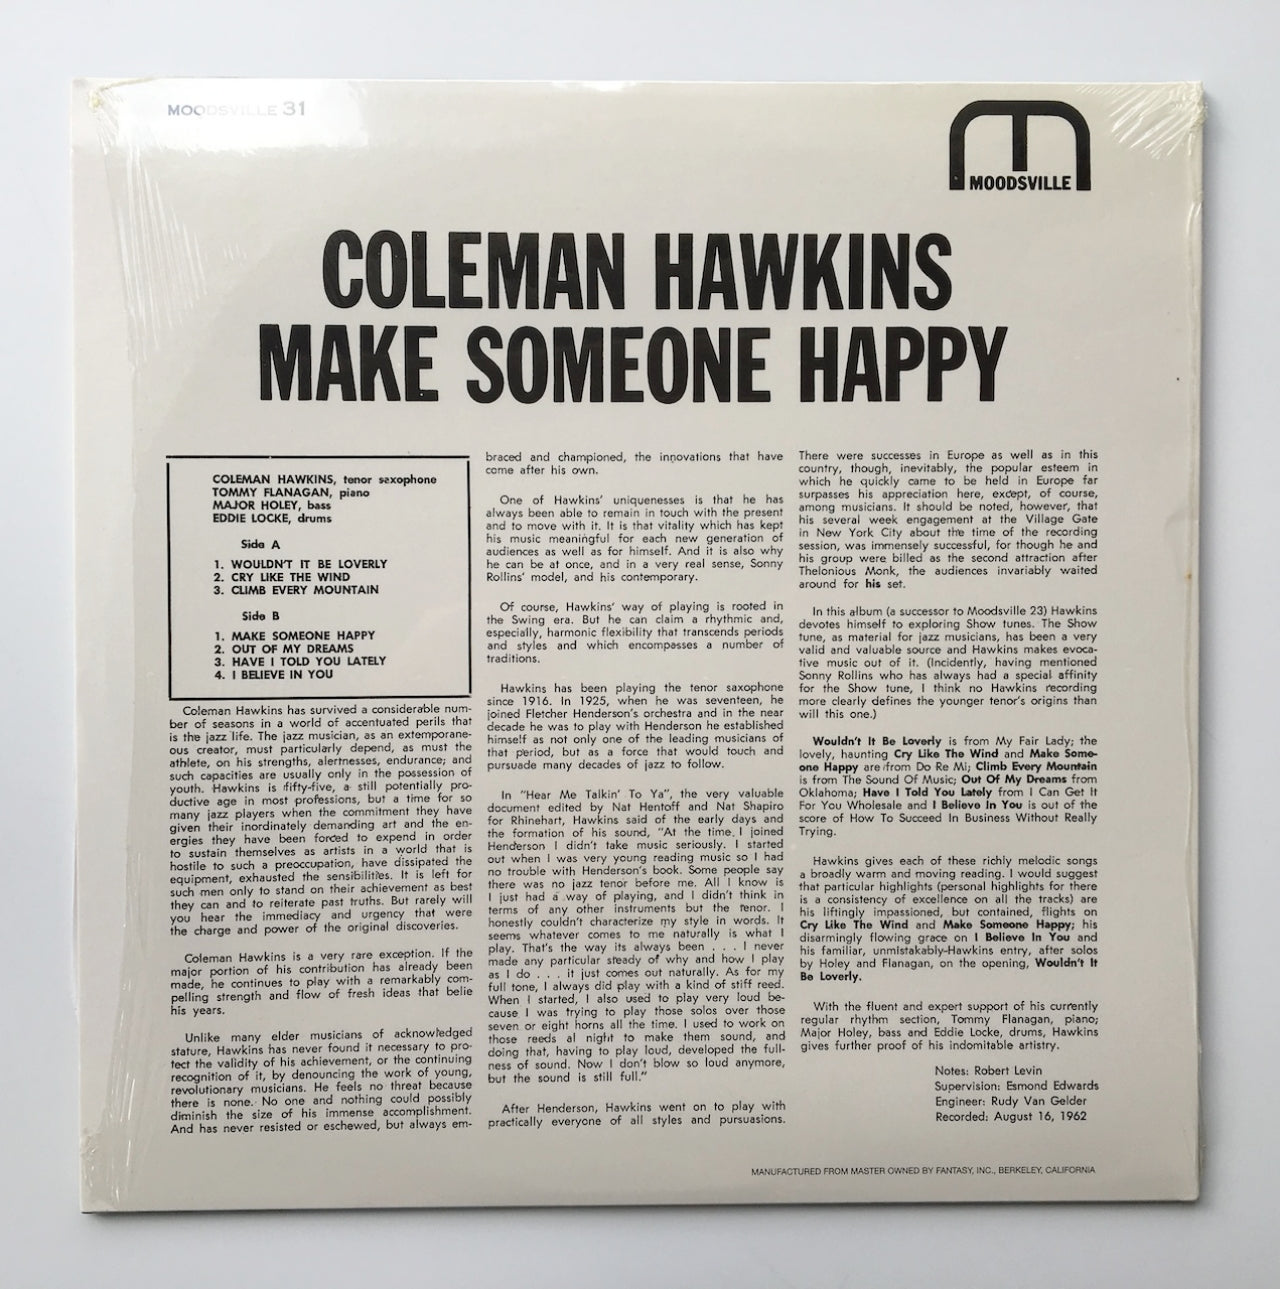 MOODSVILLE 31
MOODSVILLE
COLEMAN HAWKINS
MAKE SOMEONE HAPPY
COLEMAN HAWKINS, tenor saxophone
TOMMY FLANAGAN, piano
MAJOR HOLEY, bass
EDDIE LOCKE, drums
Side A
1. WOULDN'T IT BE LOVERLY
2. CRY LIKE THE WIND
3. CLIMB EVERY MOUNTAIN
Side B
1. MAKE SOMEONE HAPPY
2. OUT OF MY DREAMS
3. HAVE I TOLD YOU LATELY
4. I BELIEVE IN YOU
Coleman Hawkins has survived a considerable num-
ber of seasons in a world of accentuated perils that
is the jazz life. The jazz musician, as an extemporane-
ous creator, must particularly depend, as must the
athlete, on his strengths, alertnesses, endurance; and
such capacities are usually only in the possession of
youth. Hawkins is fifty-five, a still potentially pro-
ductive age in most professions, but a time for so
many jazz players when the commitment they have
given their inordinately demanding art and the en-
ergies they have been forced to expend in order
to sustain themselves as artists in a world that is
hostile to such a preoccupation, have dissipated the
equipment, exhausted the sensibilities. It is left for
such men only to stand on their achievement as best
they can and to reiterate past truths. But rarely will
you hear the immediacy and urgency that were
the charge and power of the original discoveries.
Coleman Hawkins is a very rare exception. If the
major portion of his contribution has already been
made, he continues to play with a remarkably com-
pelling strength and flow of fresh ideas that belie
his years.
Unlike many elder musicians of acknowledged
stature, Hawkins has never found it necessary to pro-
tect the validity of his achievement, or the continuing
recognition of it, by denouncing the work of young,
revolutionary musicians. He feels no threat because
there is none. No one and nothing could possibly
diminish the size of his immense accomplishment.
And has never resisted or eschewed, but always em-
braced and championed, the innovations that have
come after his own.
One of Hawkins' uniquenesses is that he has
always been able to remain in touch with the present
and to move with it. It is that vitality which has kept
his music meaningful for each new generation of
audiences as well as for himself. And it is also why
he can be at once, and in a very real sense, Sonny
Rollins' model, and his contemporary.
Of course, Hawkins' way of playing is rooted in
the Swing era. But he can claim a rhythmic and,
especially, harmonic flexibility that transcends periods
and styles and which encompasses a number of
traditions.
Hawkins has been playing the tenor saxophone
since 1916. In 1925, when he was seventeen, he
joined Fletcher Henderson's orchestra and in the near
decade he was to play with Henderson he established
himself as not only one of the leading musicians of
that period, but as a force that would touch and
pursuade many decades of jazz to follow.
In "Hear Me Talkin' To Ya", the very valuable
document edited by Nat Hentoff and Nat Shapiro
for Rhinehart, Hawkins said of the early days and
the formation of his sound, "At the time I joined
Henderson I didn't take music seriously. I started
out when I was very young reading music so I had
no trouble with Henderson's book. Some people say
there was no jazz tenor before me. All I know is
I just had a way of playing, and I didn't think in
terms of any other instruments but the tenor. I
honestly couldn't characterize my style in words. It
seems whatever comes to me naturally is what I
play. That's the way its always been . . . I never
made any particular steady of why and how I play
as I do . . . it just comes out naturally. As for my
full tone, I always did play with a kind of stiff reed.
When I started, I also used to play very loud be-
cause I was trying to play those solos over those
seven or eight horns all the time. I used to work on
those reeds al night to make them sound, and
doing that, having to play loud, developed the full-
ness of sound. Now I don't blow so loud anymore,
but the sound is still full."
After Henderson, Hawkins went on to play with
practically everyone of all styles and pursuasions.
There were successes in Europe as well as in this
country, though, inevitably, the popular esteem in
which he quickly came to be held in Europe far
surpasses his appreciation here, except, of course,
among musicians. It should be noted, however, that
his several week engagement at the Village Gate
in New York City about the time of the recording
session, was immensely successful, for though he and
his group were billed as the second attraction after
Thelonious Monk, the audiences invariably waited
around for his set.
In this album (a successor to Moodsville 23) Hawkins
devotes himself to exploring Show tunes. The Show
tune, as material for jazz musicians, has been a very
valid and valuable source and Hawkins makes evoca-
tive music out of it. (Incidently, having mentioned
Sonny Rollins who has always had a special affinity
for the Show tune, I think no Hawkins recording
more clearly defines the younger tenor's origins than
will this one.)
Wouldn't It Be Loverly is from My Fair Lady; the
lovely, haunting Cry Like The Wind and Make Some-
one Happy are from Do Re Mi; Climb Every Mountain
is from The Sound Of Music; Out Of My Dreams from
Oklahoma; Have I Told You Lately from I Can Get It
For You Wholesale and I Believe In You is out of the
score of How To Succeed In Business Without Really
Trying.
Hawkins gives each of these richly melodic songs
a broadly warm and moving reading. I would suggest
that particular highlights (personal highlights for there
is a consistency of excellence on all the tracks) are
his liftingly impassioned, but contained, flights on
Cry Like The Wind and Make Someone Happy; his
disarmingly flowing grace on I Believe In You and
his familiar, unmistakably-Hawkins entry, after solos
by Holey and Flanagan, on the opening, Wouldn't It
Be Loverly.
With the fluent and expert support of his currently
regular rhythm section, Tommy Flanagan, piano;
Major Holey, bass and Eddie Locke, drums, Hawkins
gives further proof of his indomitable artistry.
Notes: Robert Levin
Supervision: Esmond Edwards
Engineer: Rudy Van Gelder
Recorded: August 16, 1962
MANUFACTURED FROM MASTER OWNED BY FANTASY, INC., BERKELEY, CALIFORNIA